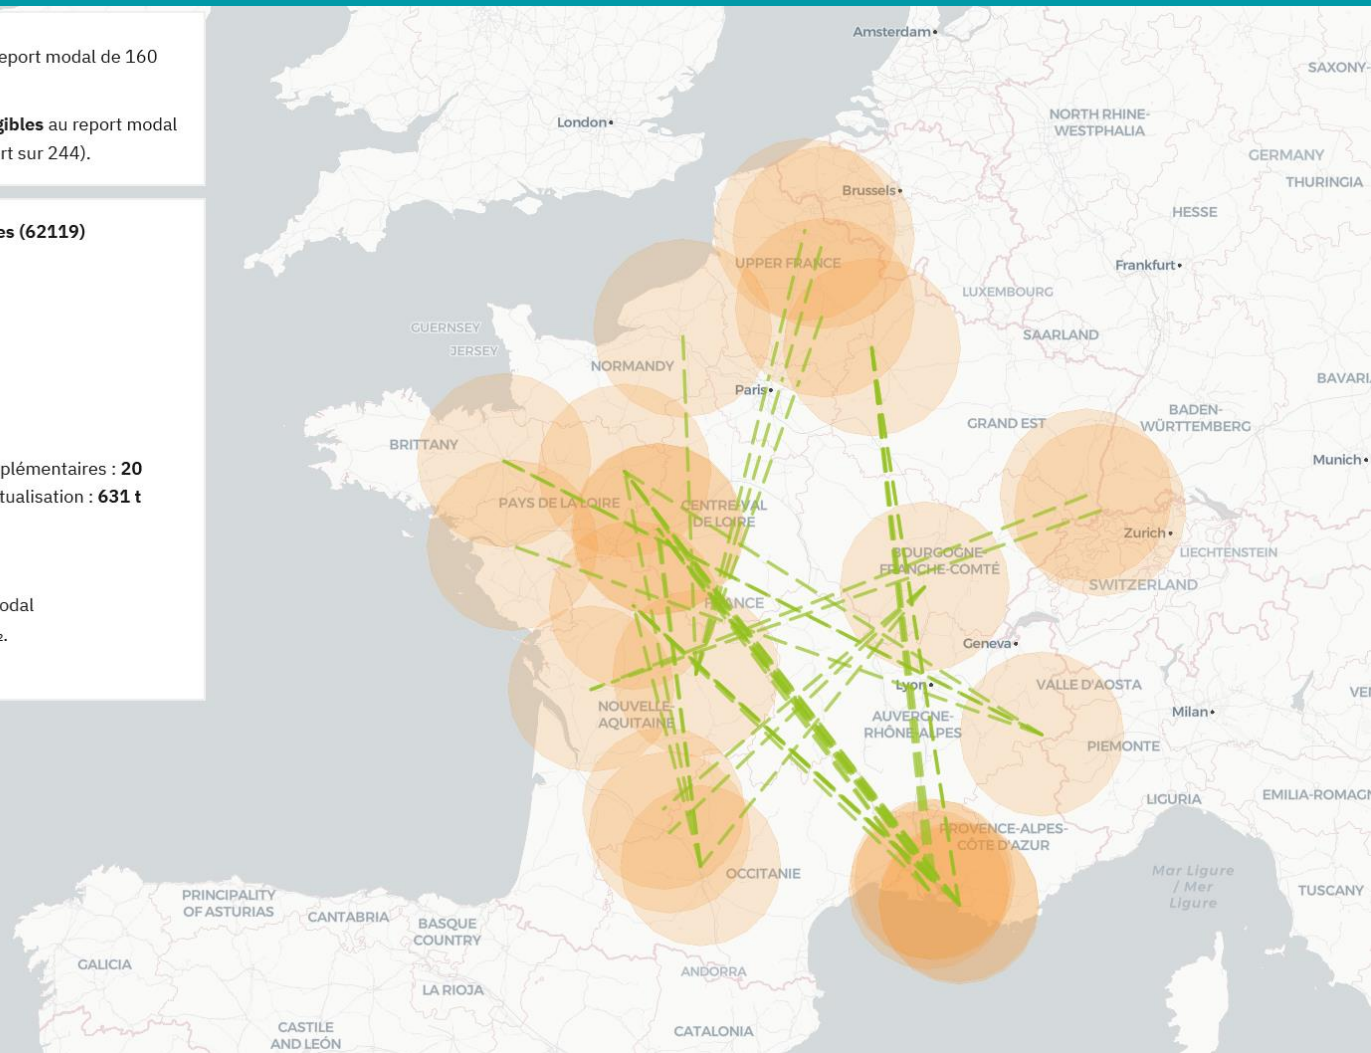 eport modal de 160
gibles au report modal
rt sur 244).
es (62119)
plémentaires : 20
tualisation : 631 t
odal
e.
Amsterdam
SAXONY-
London
NORTH RHINE-
WESTPHALIA
GERMANY
THURINGIA
Brussels
HESSE
UPPER FRANCE
Frankfurt
LUXEMBOURG
GUERNSEY
SAARLAND
JERSEY
NORMANDY
BAVARI
Paris
BADEN-
WÜRTTEMBERG
GRAND EST
BRITTANY
Munich
PAYS DE LA LOIRE
CENTRE-VAL
DE LOIRE
Zurich
BOURGOGNE-
FRANCHE-COMTÉ
LIECHTENSTEIN
SWITZERLAND
FRANCE
Geneva
Lyon
VALLE D'AOSTA
VE
NOUVELLE-
AQUITAINE
Milan
AUVERGNE-
RHÔNE-ALPES
PIEMONTE
LIGURIA
EMILIA-ROMAGN
PROVENCE-ALPES-
CÔTE D'AZUR
OCCITANIE
Mar Ligure
/ Mer
Ligure
TUSCANY
PRINCIPALITY
OF ASTURIAS
CANTABRIA
BASQUE
COUNTRY
GALICIA
ANDORRA
LA RIOJA
CASTILE
AND LEÓN
CATALONIA